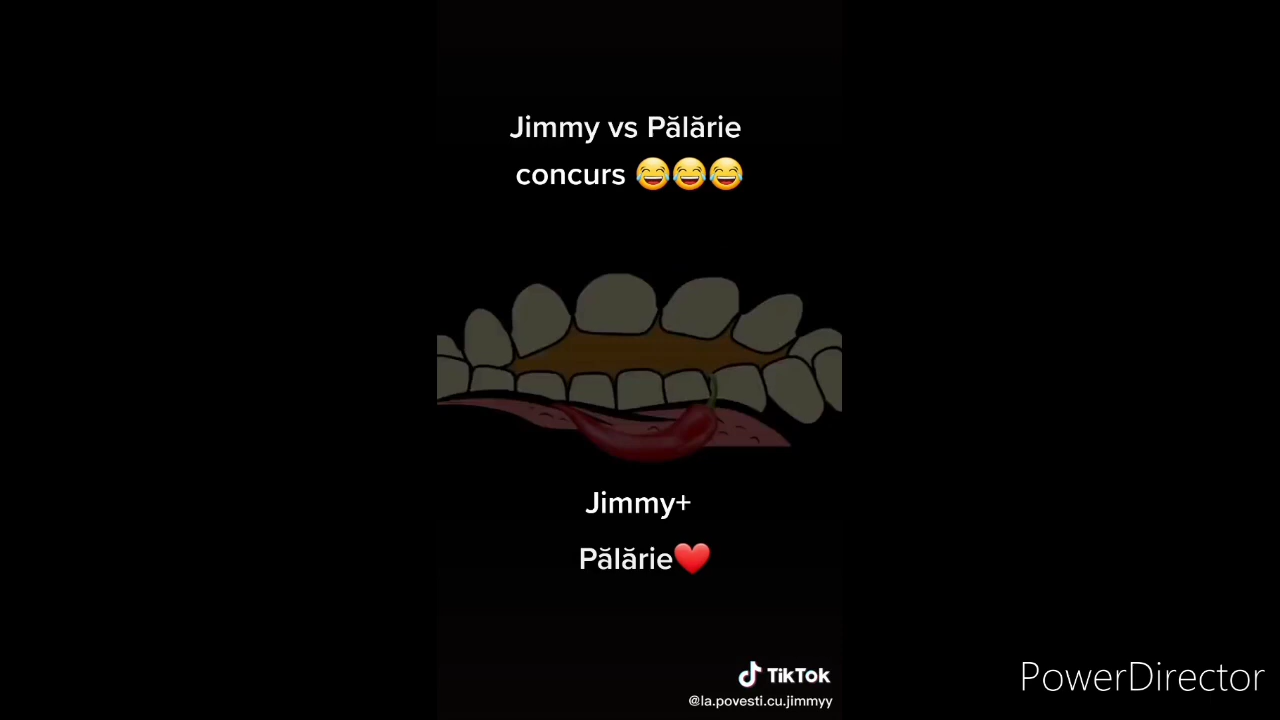 Jimmy vs Pălărie
concurs 😂😂😂
Jimmy+
Pălărie❤️
TikTok
@la.povesti.cu.jimmyy
PowerDirector